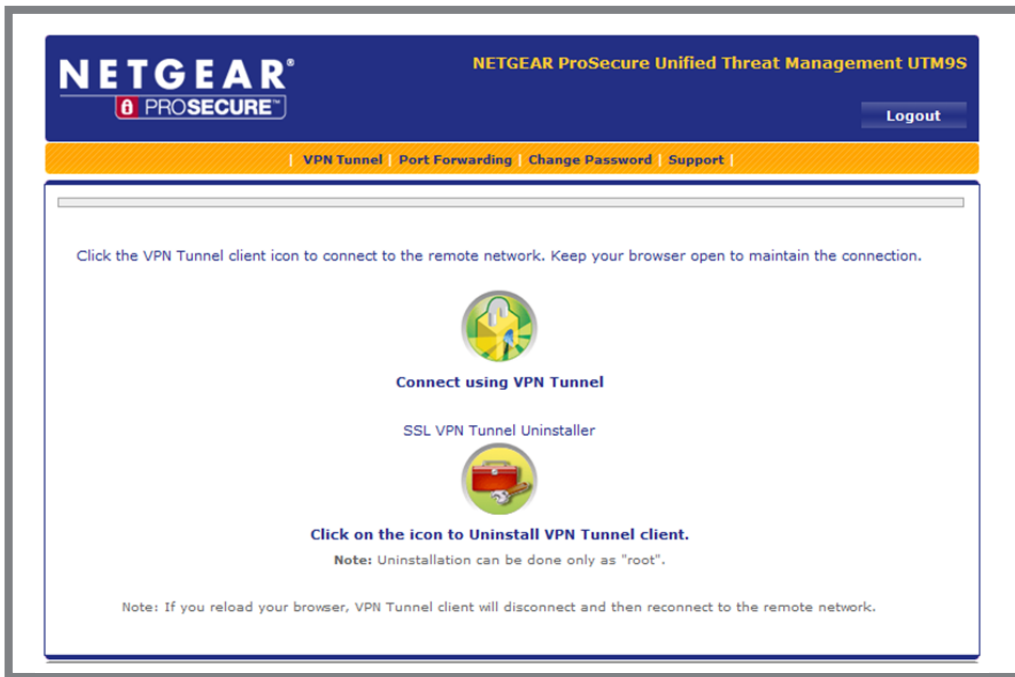 NETGEAR®
NETGEAR ProSecure Unified Threat Management UTM9S
PROSECURE™
Logout
| VPN Tunnel | Port Forwarding | Change Password | Support |
Click the VPN Tunnel client icon to connect to the remote network. Keep your browser open to maintain the connection.
Connect using VPN Tunnel
SSL VPN Tunnel Uninstaller
Click on the icon to Uninstall VPN Tunnel client.
Note: Uninstallation can be done only as "root".
Note: If you reload your browser, VPN Tunnel client will disconnect and then reconnect to the remote network.